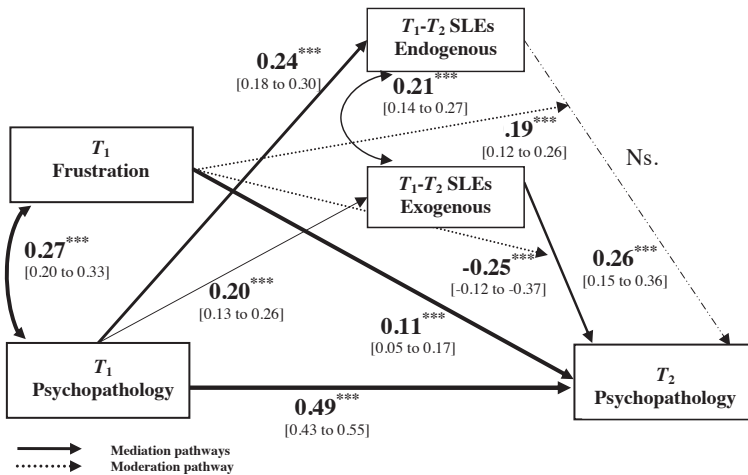 T1-T2 SLEs
Endogenous
0.24***
[0.18 to 0.30]
0.21***
[0.14 to 0.27]
.19***
[0.12 to 0.26]
Ns.
T1
Frustration
T1-T2 SLEs
Exogenous
0.27***
[0.20 to 0.33]
-0.25***
[-0.12 to -0.37]
0.26***
[0.15 to 0.36]
0.20***
[0.13 to 0.26]
0.11***
[0.05 to 0.17]
T1
Psychopathology
T2
Psychopathology
0.49***
[0.43 to 0.55]
Mediation pathways
Moderation pathway